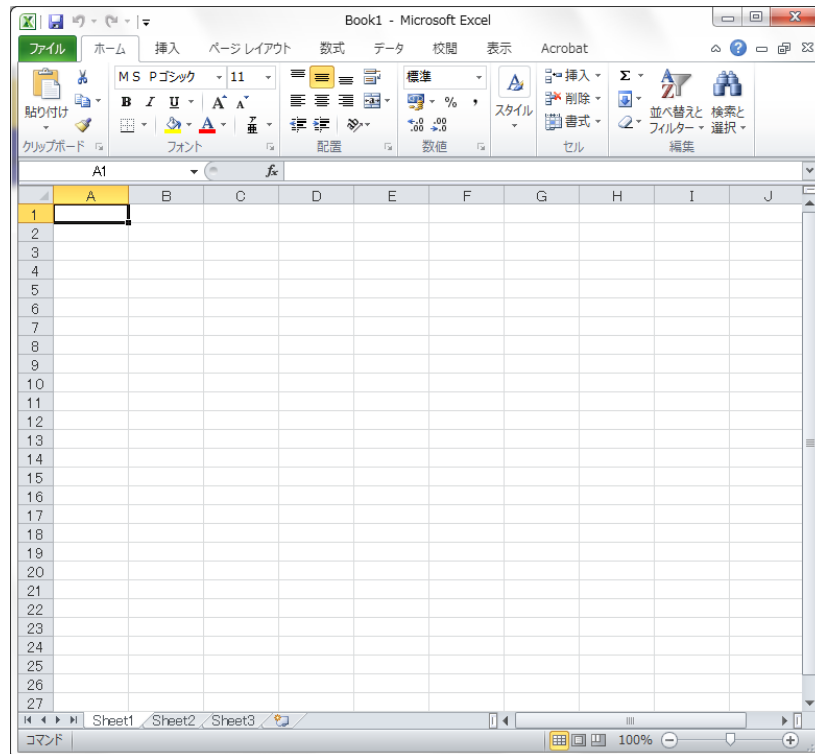 Book1 - Microsoft Excel
ファイル ホーム 挿入 ページ レイアウト 数式 データ 校閲 表示 Acrobat
ＭＳ Ｐゴシック 11 標準 挿入 Σ
貼り付け B I U A A % , スタイル 削除 並べ替えと フィルター 検索と 選択
A 亜 ア .0 .00 .00 .0 書式
クリップボード フォント 配置 数値 セル 編集
A1 fx
A B C D E F G H I J
1
2
3
4
5
6
7
8
9
10
11
12
13
14
15
16
17
18
19
20
21
22
23
24
25
26
27
Sheet1 Sheet2 Sheet3
コマンド 100%